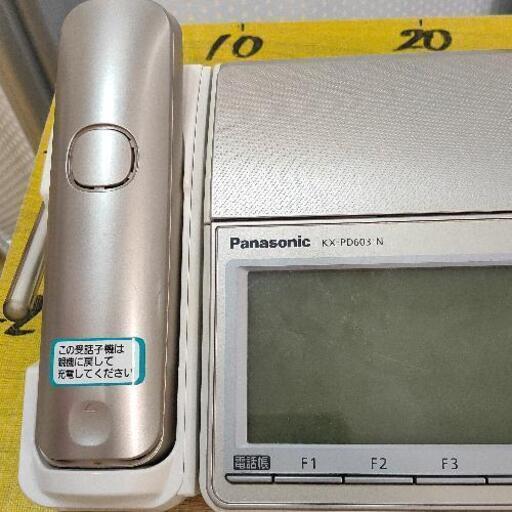 10
20
Panasonic KX-PD603 N
この受話子機は
親機に戻して
充電してください
電話帳 F1 F2 F3